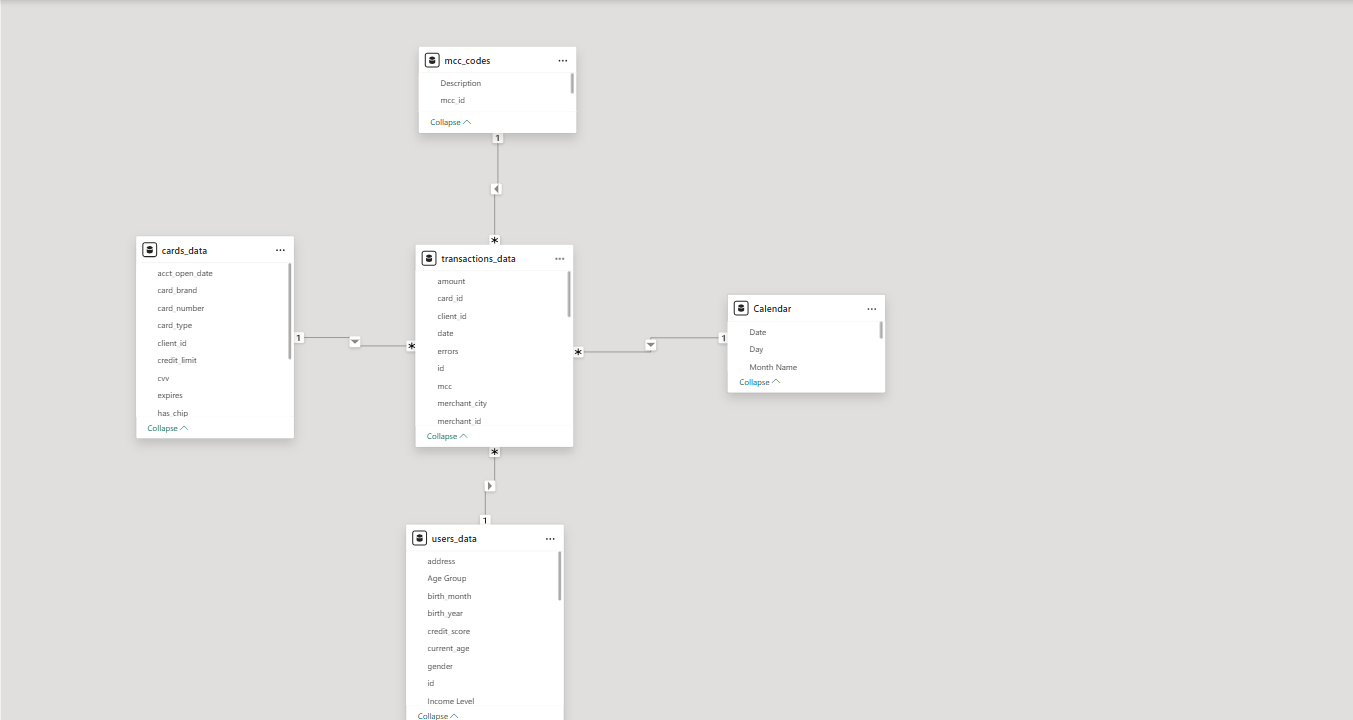 mcc_codes
Description
mcc_id
Collapse
1
*
cards_data
acct_open_date
card_brand
card_number
card_type
client_id
credit_limit
cvv
expires
has_chip
Collapse
1
*
transactions_data
amount
card_id
client_id
date
errors
id
mcc
merchant_city
merchant_id
Collapse
*
1
Calendar
Date
Day
Month Name
Collapse
*
1
users_data
address
Age Group
birth_month
birth_year
credit_score
current_age
gender
id
Income Level
Collapse